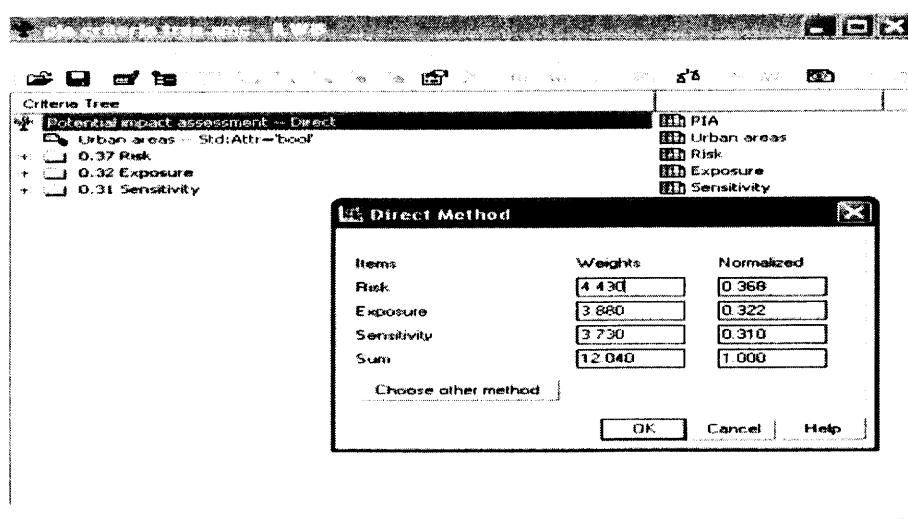 Criteria Tree
Potential impact assessment -- Direct
PIA
Urban areas -- Std:Attr='bool'
Urban areas
0.37 Risk
Risk
0.32 Exposure
Exposure
0.31 Sensitivity
Sensitivity
Direct Method
Items Weights Normalized
Risk 4.430 0.368
Exposure 3.880 0.322
Sensitivity 3.730 0.310
Sum 12.040 1.000
Choose other method
OK Cancel Help